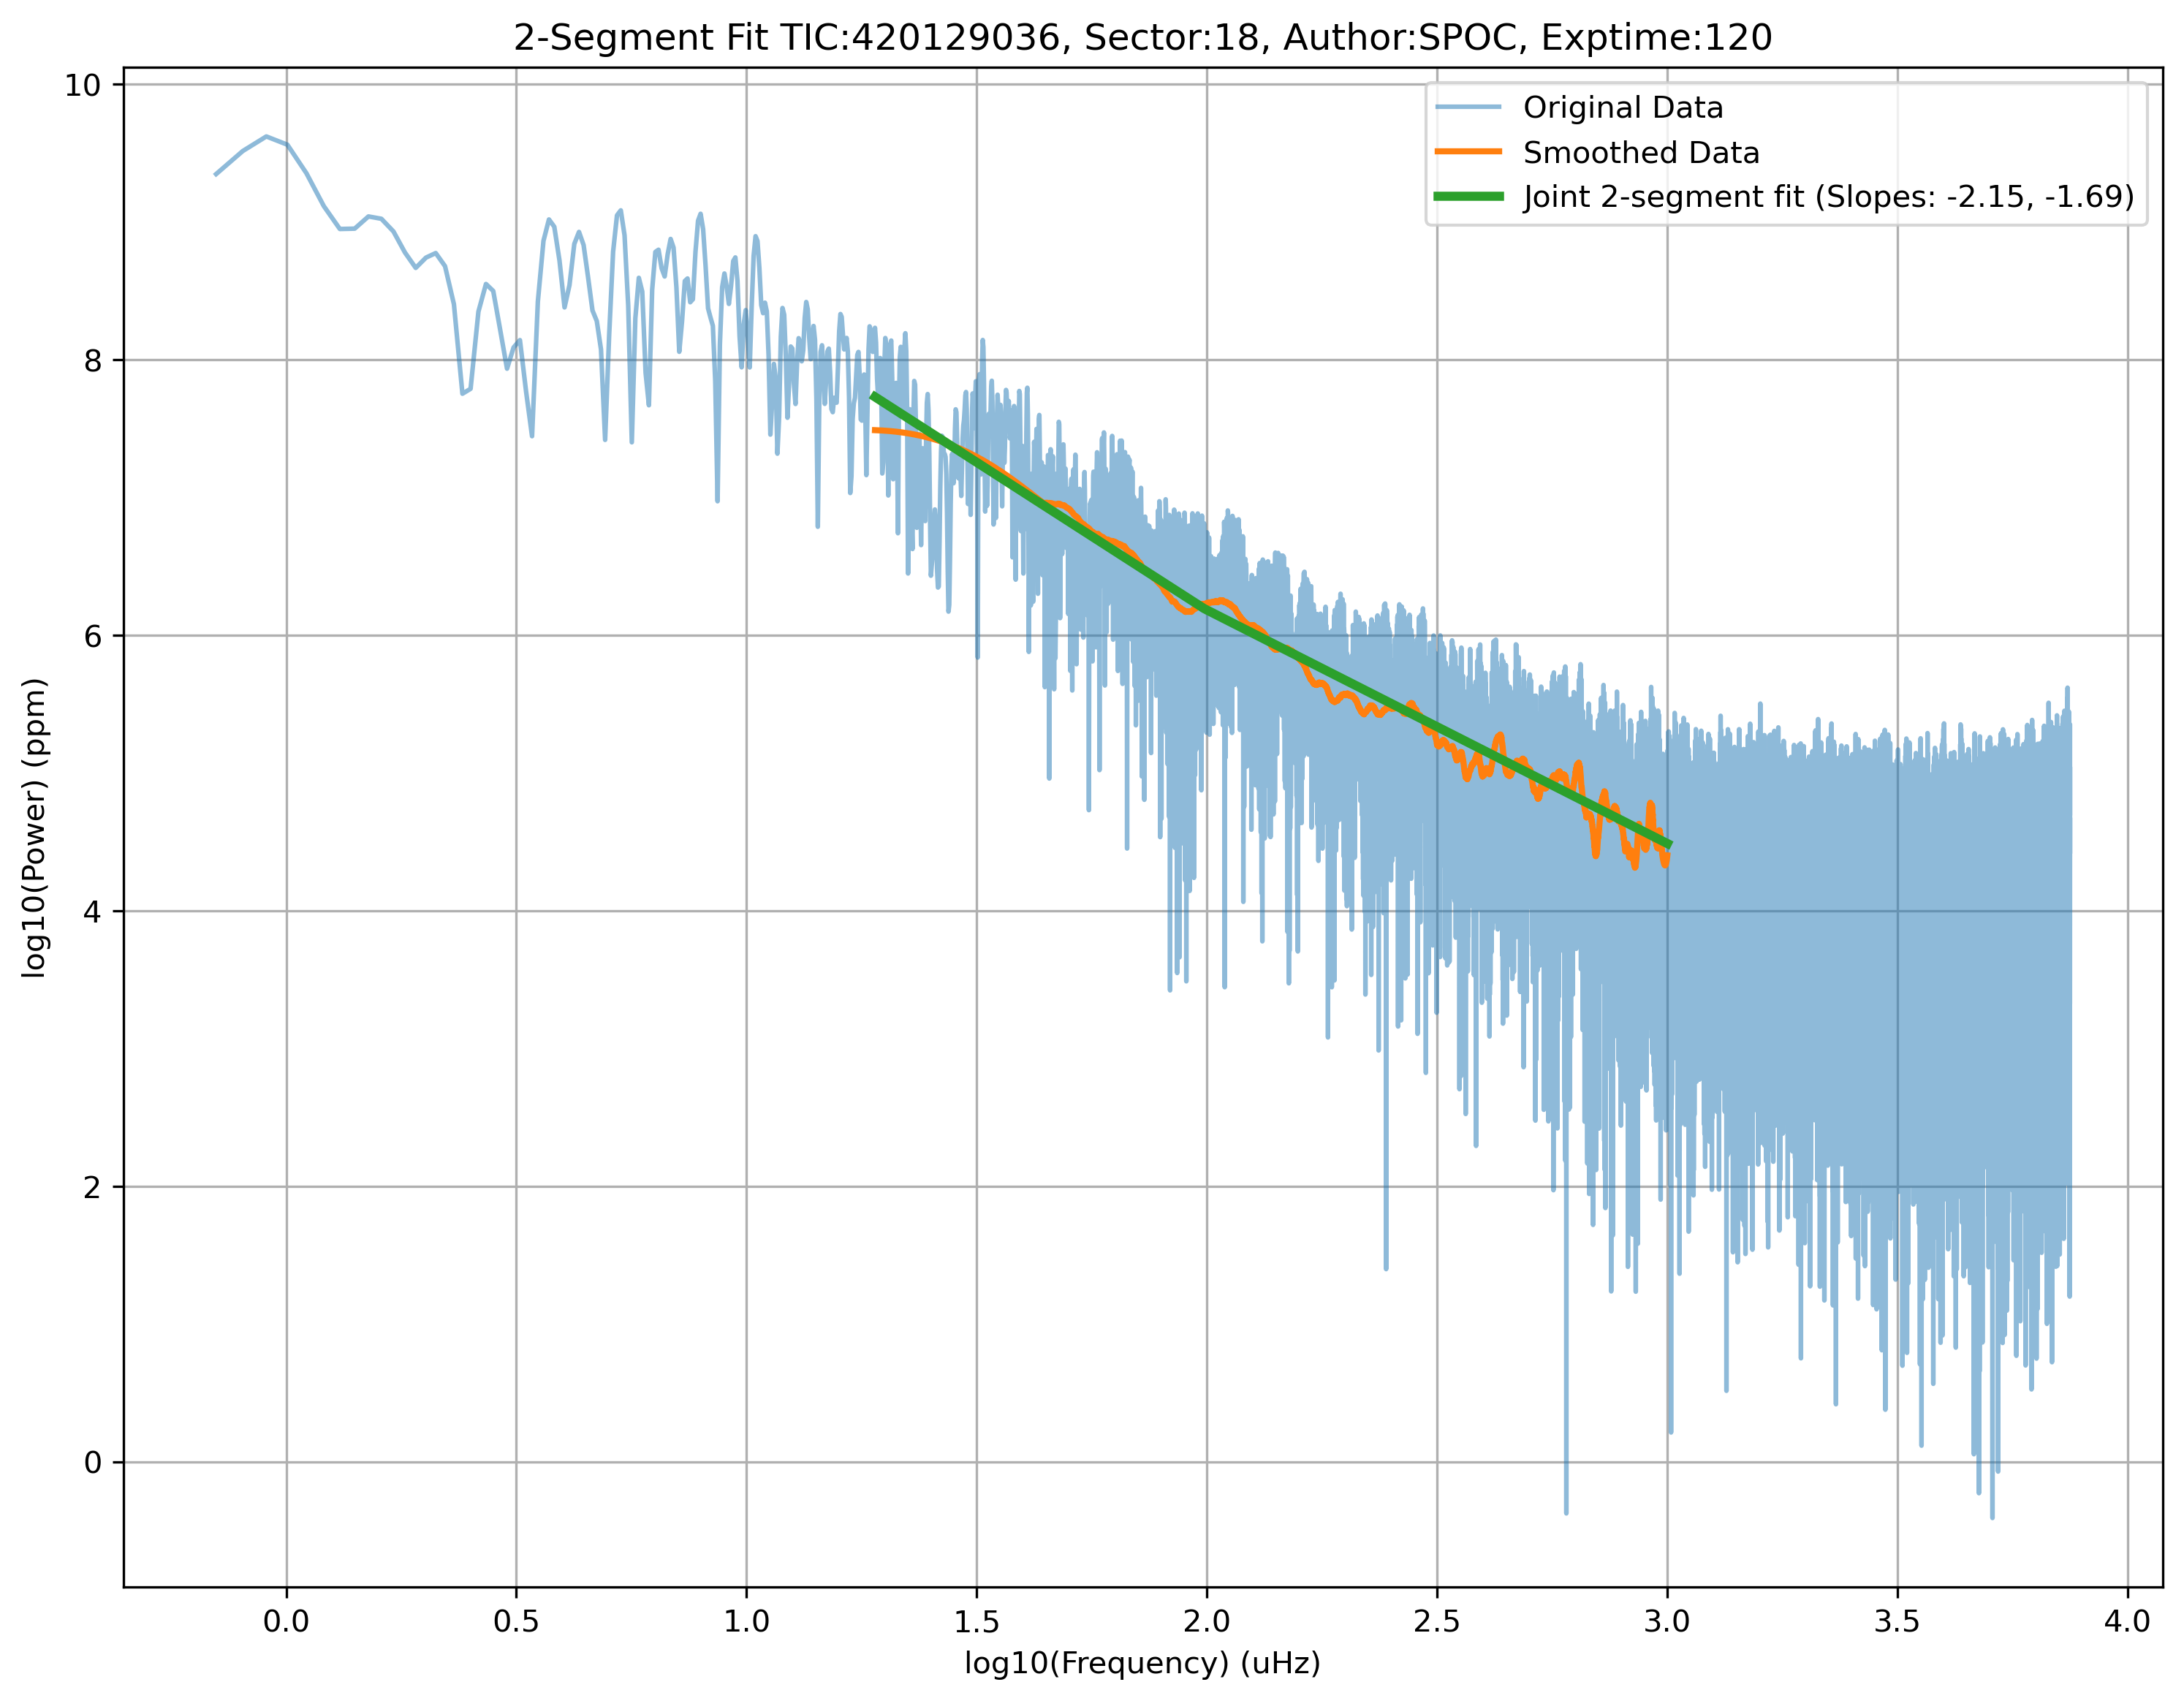 2-Segment Fit TIC:420129036, Sector:18, Author:SPOC, Exptime:120
Original Data
Smoothed Data
Joint 2-segment fit (Slopes: -2.15, -1.69)
log10(Power) (ppm)
10
8
6
4
2
0
0.0 0.5 1.0 1.5 2.0 2.5 3.0 3.5 4.0
log10(Frequency) (uHz)